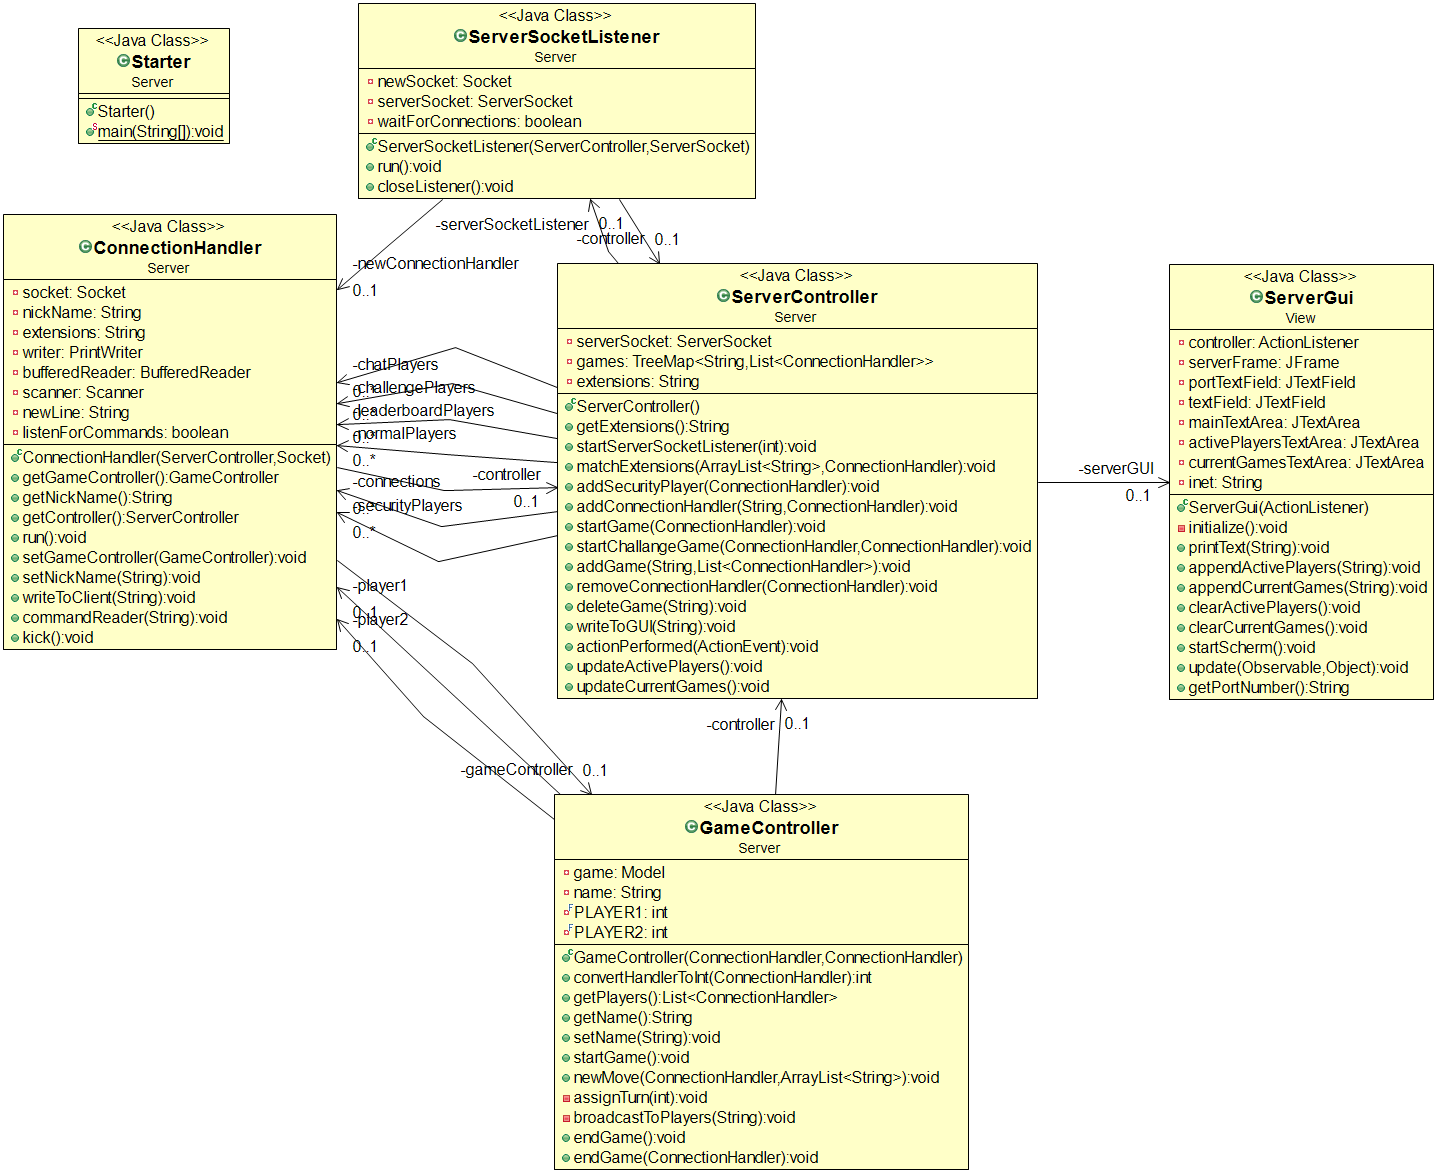 <<Java Class>>
Starter
Server
Starter()
main(String[]):void
<<Java Class>>
ServerSocketListener
Server
newSocket: Socket
serverSocket: ServerSocket
waitForConnections: boolean
ServerSocketListener(ServerController,ServerSocket)
run():void
closeListener():void
-serverSocketListener 0..1
-controller 0..1
-newConnectionHandler
0..1
<<Java Class>>
ConnectionHandler
Server
socket: Socket
nickName: String
extensions: String
writer: PrintWriter
bufferedReader: BufferedReader
scanner: Scanner
newLine: String
listenForCommands: boolean
ConnectionHandler(ServerController,Socket)
getGameController():GameController
getNickName():String
getController():ServerController
run():void
setGameController(GameController):void
setNickName(String):void
writeToClient(String):void
commandReader(String):void
kick():void
-chatPlayers
0..*
-challengePlayers
0..*
-leaderboardPlayers
0..*
-normalPlayers
0..*
-controller
0..1
-connections
0..*
-securityPlayers
0..*
-player1
0..1
-player2
0..1
<<Java Class>>
ServerController
Server
serverSocket: ServerSocket
games: TreeMap<String,List<ConnectionHandler>>
extensions: String
ServerController()
getExtensions():String
startServerSocketListener(int):void
matchExtensions(ArrayList<String>,ConnectionHandler):void
addSecurityPlayer(ConnectionHandler):void
addConnectionHandler(String,ConnectionHandler):void
startGame(ConnectionHandler):void
startChallangeGame(ConnectionHandler,ConnectionHandler):void
addGame(String,List<ConnectionHandler>):void
removeConnectionHandler(ConnectionHandler):void
deleteGame(String):void
writeToGUI(String):void
actionPerformed(ActionEvent):void
updateActivePlayers():void
updateCurrentGames():void
-serverGUI
0..1
<<Java Class>>
ServerGui
View
controller: ActionListener
serverFrame: JFrame
portTextField: JTextField
textField: JTextField
mainTextArea: JTextArea
activePlayersTextArea: JTextArea
currentGamesTextArea: JTextArea
inet: String
ServerGui(ActionListener)
initialize():void
printText(String):void
appendActivePlayers(String):void
appendCurrentGames(String):void
clearActivePlayers():void
clearCurrentGames():void
startScherm():void
update(Observable,Object):void
getPortNumber():String
-controller 0..1
-gameController 0..1
<<Java Class>>
GameController
Server
game: Model
name: String
PLAYER1: int
PLAYER2: int
GameController(ConnectionHandler,ConnectionHandler)
convertHandlerToInt(ConnectionHandler):int
getPlayers():List<ConnectionHandler>
getName():String
setName(String):void
startGame():void
newMove(ConnectionHandler,ArrayList<String>):void
assignTurn(int):void
broadcastToPlayers(String):void
endGame():void
endGame(ConnectionHandler):void